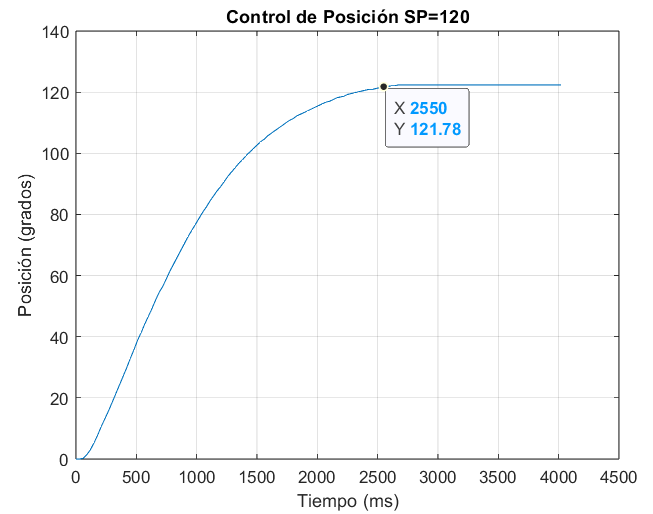 Control de Posición SP=120
140
120
100
80
60
40
20
0
Posición (grados)
X 2550
Y 121.78
0 500 1000 1500 2000 2500 3000 3500 4000 4500
Tiempo (ms)